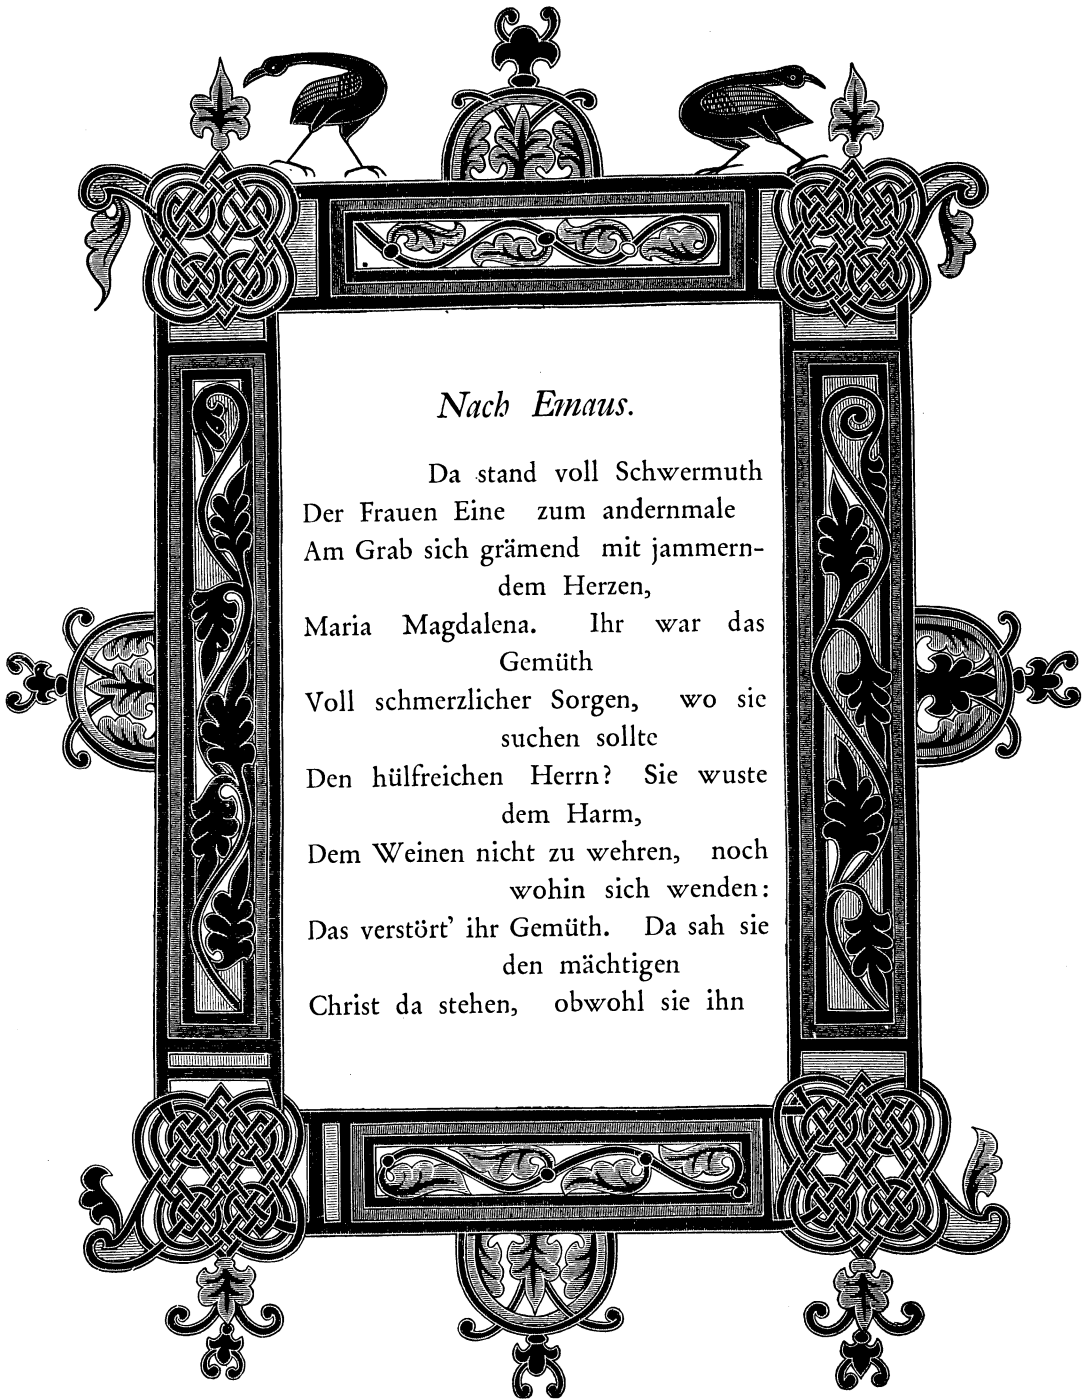 Nach Emaus.
Da stand voll Schwermuth
Der Frauen Eine zum andernmale
Am Grab sich grämend mit jammern-
dem Herzen,
Maria Magdalena. Ihr war das
Gemüth
Voll schmerzlicher Sorgen, wo sie
suchen sollte
Den hülfreichen Herrn? Sie wuste
dem Harm,
Dem Weinen nicht zu wehren, noch
wohin sich wenden:
Das verstört’ ihr Gemüth. Da sah sie
den mächtigen
Christ da stehen, obwohl sie ihn